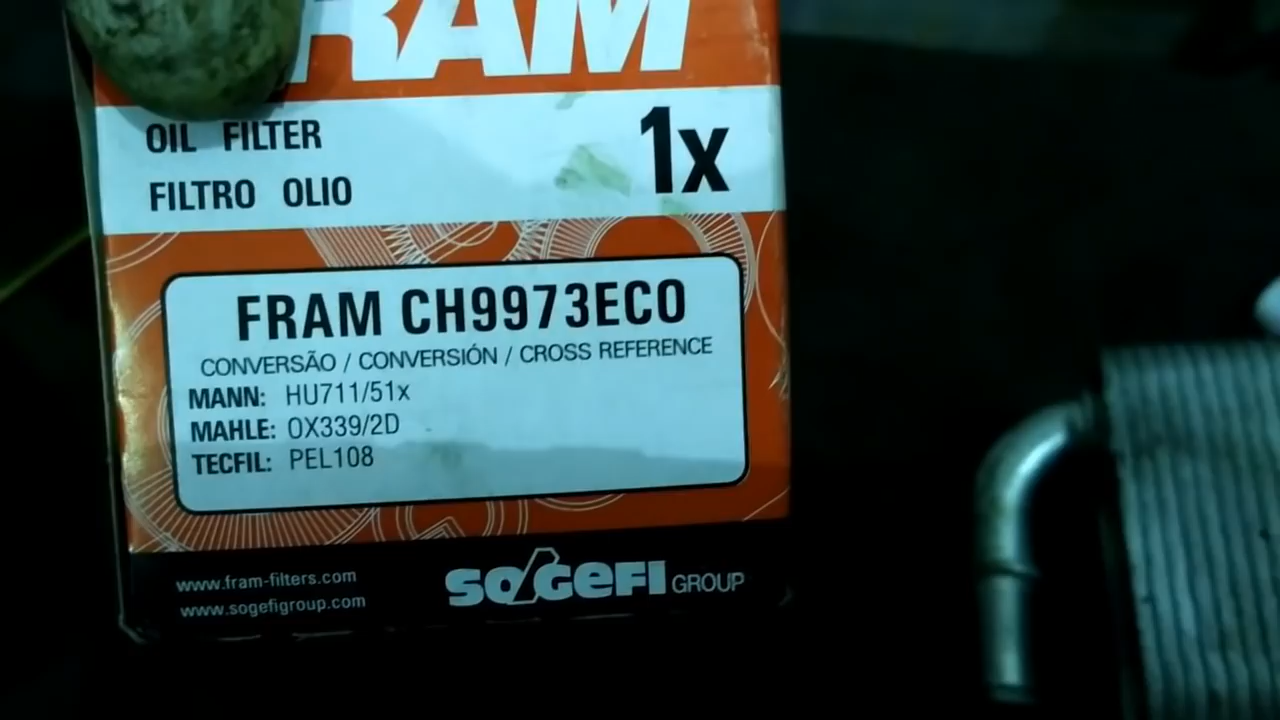 RAM
OIL FILTER
FILTRO OLIO
1x
FRAM CH9973ECO
CONVERSÃO / CONVERSIÓN / CROSS REFERENCE
MANN: HU711/51x
MAHLE: OX339/2D
TECFIL: PEL108
www.fram-filters.com
www.sogefigroup.com
SOGEFI GROUP